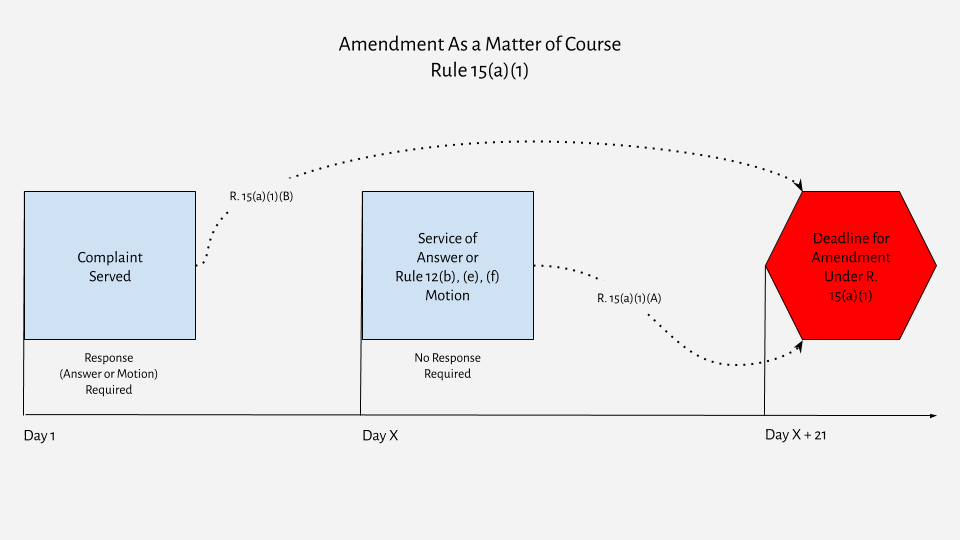 Amendment As a Matter of Course
Rule 15(a)(1)
R. 15(a)(1)(B)
Complaint
Served
Service of
Answer or
Rule 12(b), (e), (f)
Motion
R. 15(a)(1)(A)
Deadline for
Amendment
Under R.
15(a)(1)
Response
(Answer or Motion)
Required
No Response
Required
Day 1
Day X
Day X + 21